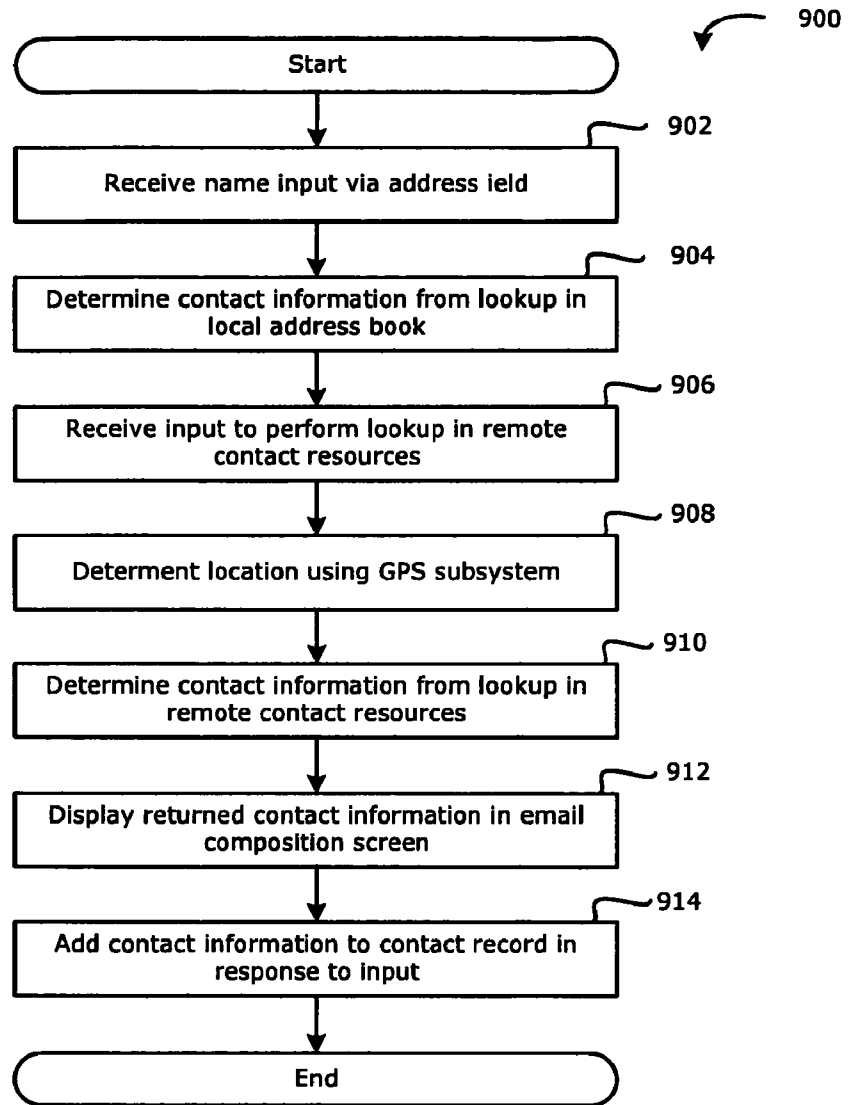 900
Start
902
Receive name input via address ield
904
Determine contact information from lookup in
local address book
906
Receive input to perform lookup in remote
contact resources
908
Determent location using GPS subsystem
910
Determine contact information from lookup in
remote contact resources
912
Display returned contact information in email
composition screen
914
Add contact information to contact record in
response to input
End